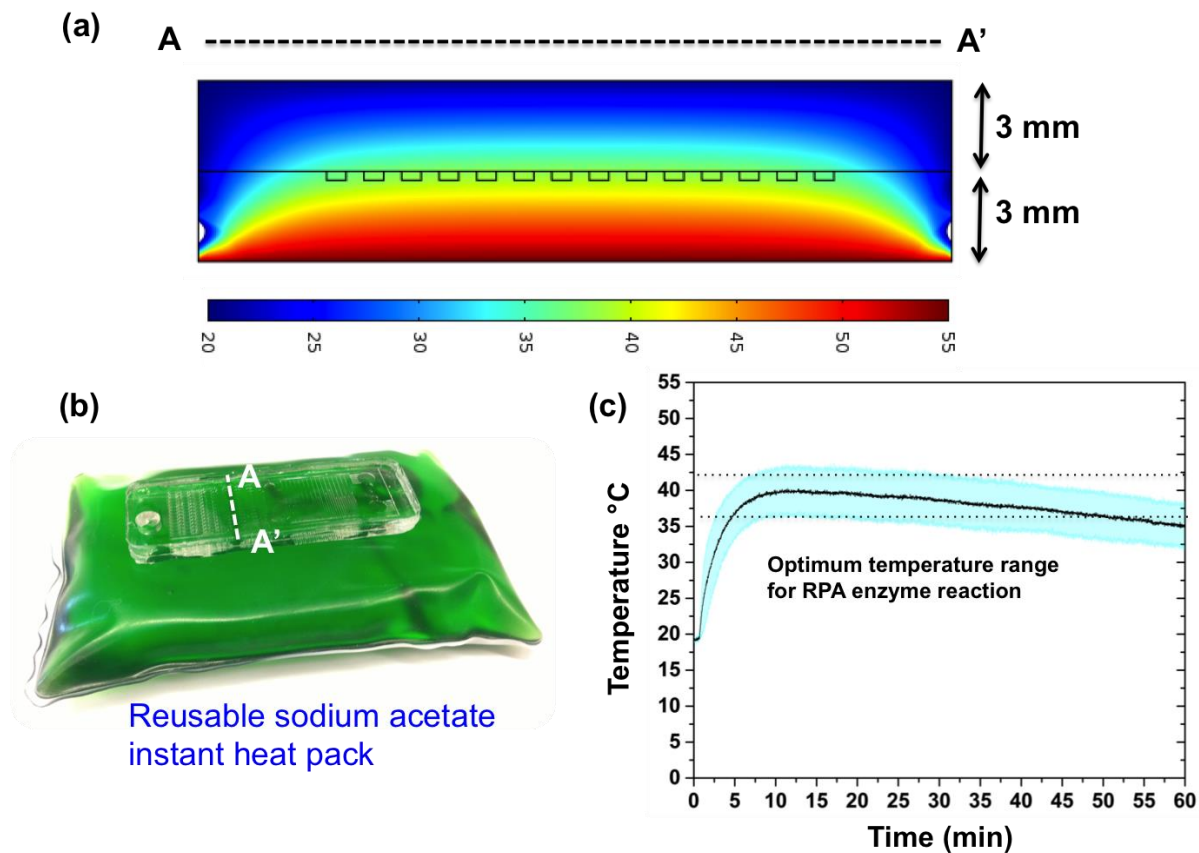 (a)
A
A’
3 mm
3 mm
20 25 30 35 40 45 50 55
(b)
A
A’
Reusable sodium acetate
instant heat pack
(c)
Temperature °C
55
50
45
40
35
30
25
20
15
10
5
0
Optimum temperature range
for RPA enzyme reaction
0 5 10 15 20 25 30 35 40 45 50 55 60
Time (min)